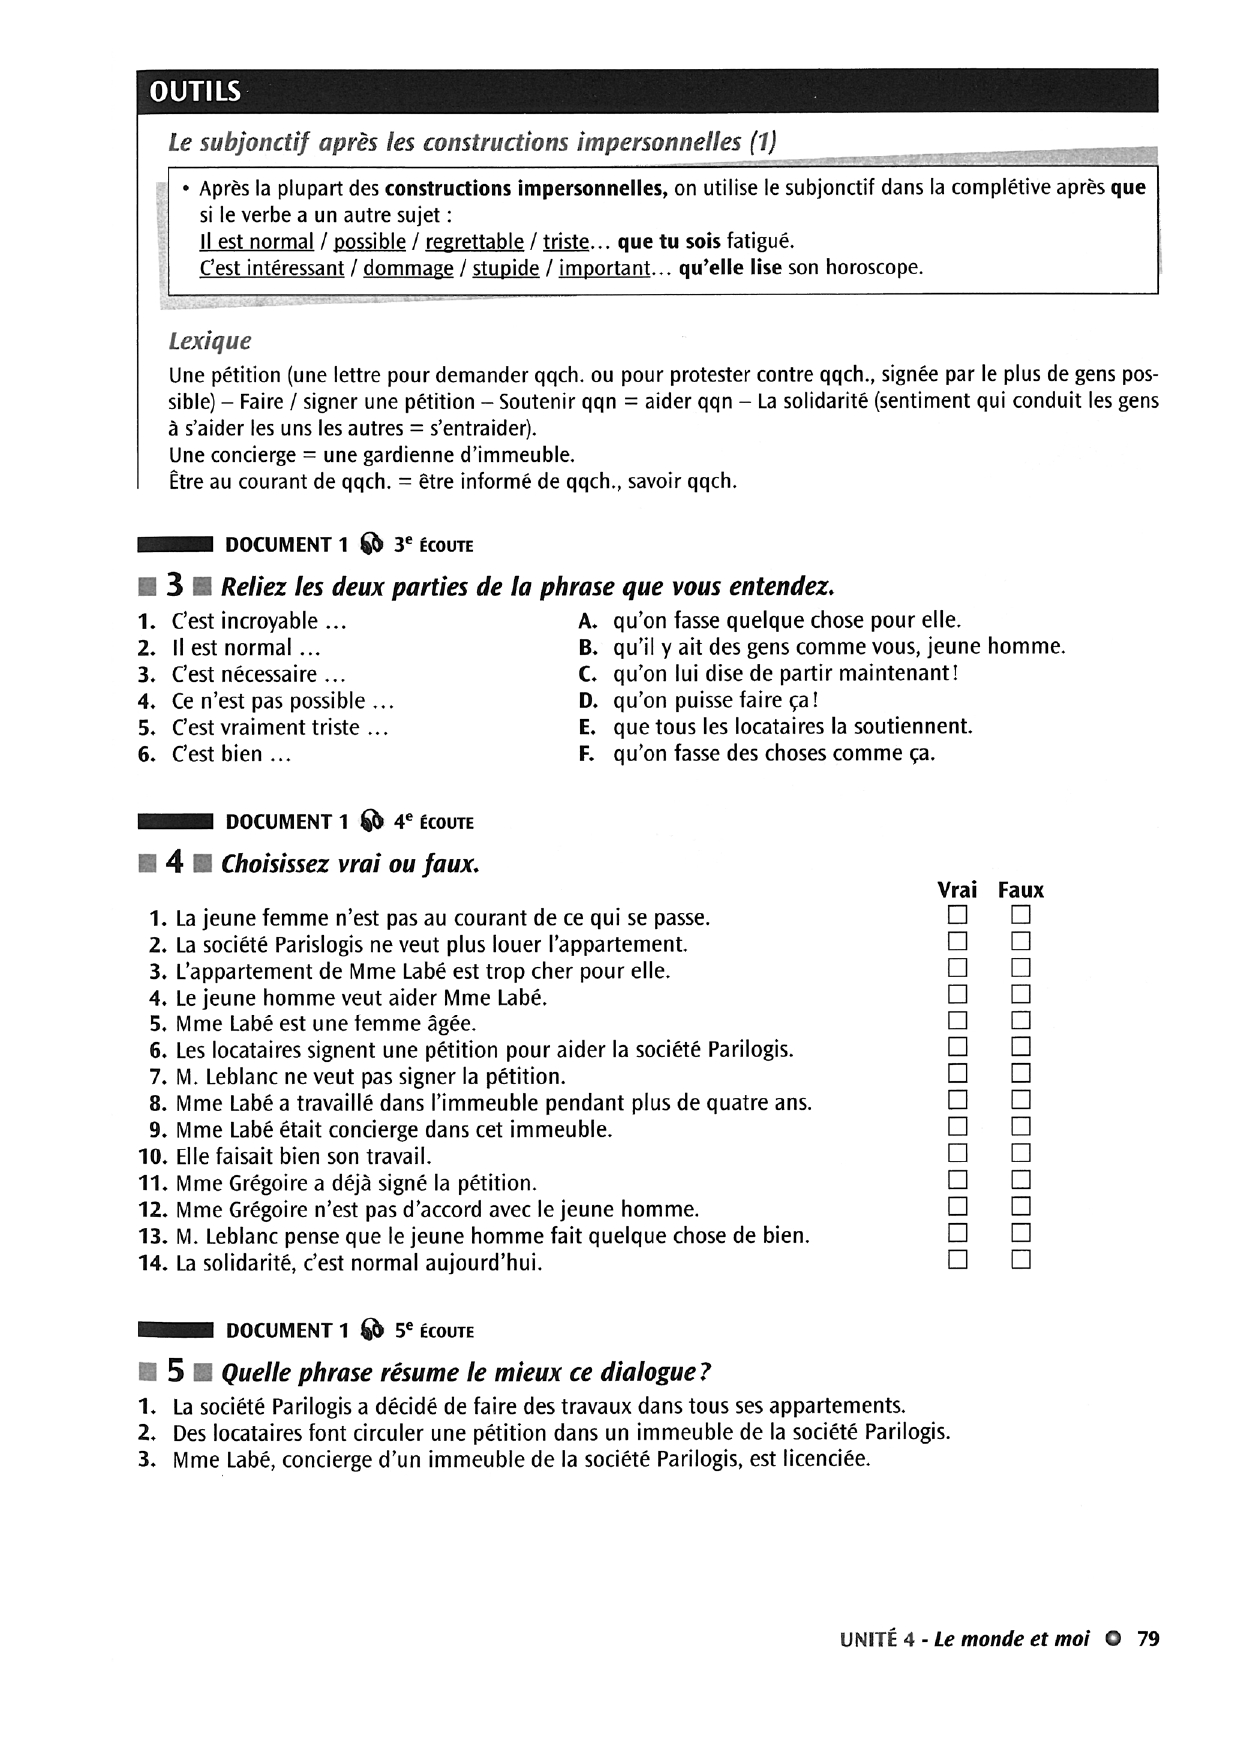 OUTILS
Le subjonctif après les constructions impersonnelles (1)
• Après la plupart des constructions impersonnelles, on utilise le subjonctif dans la complétive après que
si le verbe a un autre sujet :
Il est normal / possible / regrettable / triste... que tu sois fatigué.
C'est intéressant / dommage / stupide / important... qu'elle lise son horoscope.
Lexique
Une pétition (une lettre pour demander qqch. ou pour protester contre qqch., signée par le plus de gens pos-
sible) – Faire / signer une pétition – Soutenir qqn = aider qqn – La solidarité (sentiment qui conduit les gens
à s'aider les uns les autres = s'entraider).
Une concierge = une gardienne d'immeuble.
Être au courant de qqch. = être informé de qqch., savoir qqch.
DOCUMENT 1 3e ÉCOUTE
3 Reliez les deux parties de la phrase que vous entendez.
1. C'est incroyable ... A. qu'on fasse quelque chose pour elle.
2. Il est normal ... B. qu'il y ait des gens comme vous, jeune homme.
3. C'est nécessaire ... C. qu'on lui dise de partir maintenant!
4. Ce n'est pas possible ... D. qu'on puisse faire ça!
5. C'est vraiment triste ... E. que tous les locataires la soutiennent.
6. C'est bien ... F. qu'on fasse des choses comme ça.
DOCUMENT 1 4e ÉCOUTE
4 Choisissez vrai ou faux.
Vrai Faux
1. La jeune femme n'est pas au courant de ce qui se passe.
2. La société Parislogis ne veut plus louer l'appartement.
3. L'appartement de Mme Labé est trop cher pour elle.
4. Le jeune homme veut aider Mme Labé.
5. Mme Labé est une femme âgée.
6. Les locataires signent une pétition pour aider la société Parilogis.
7. M. Leblanc ne veut pas signer la pétition.
8. Mme Labé a travaillé dans l'immeuble pendant plus de quatre ans.
9. Mme Labé était concierge dans cet immeuble.
10. Elle faisait bien son travail.
11. Mme Grégoire a déjà signé la pétition.
12. Mme Grégoire n'est pas d'accord avec le jeune homme.
13. M. Leblanc pense que le jeune homme fait quelque chose de bien.
14. La solidarité, c'est normal aujourd'hui.
DOCUMENT 1 5e ÉCOUTE
5 Quelle phrase résume le mieux ce dialogue?
1. La société Parilogis a décidé de faire des travaux dans tous ses appartements.
2. Des locataires font circuler une pétition dans un immeuble de la société Parilogis.
3. Mme Labé, concierge d'un immeuble de la société Parilogis, est licenciée.
UNITÉ 4 - Le monde et moi 79